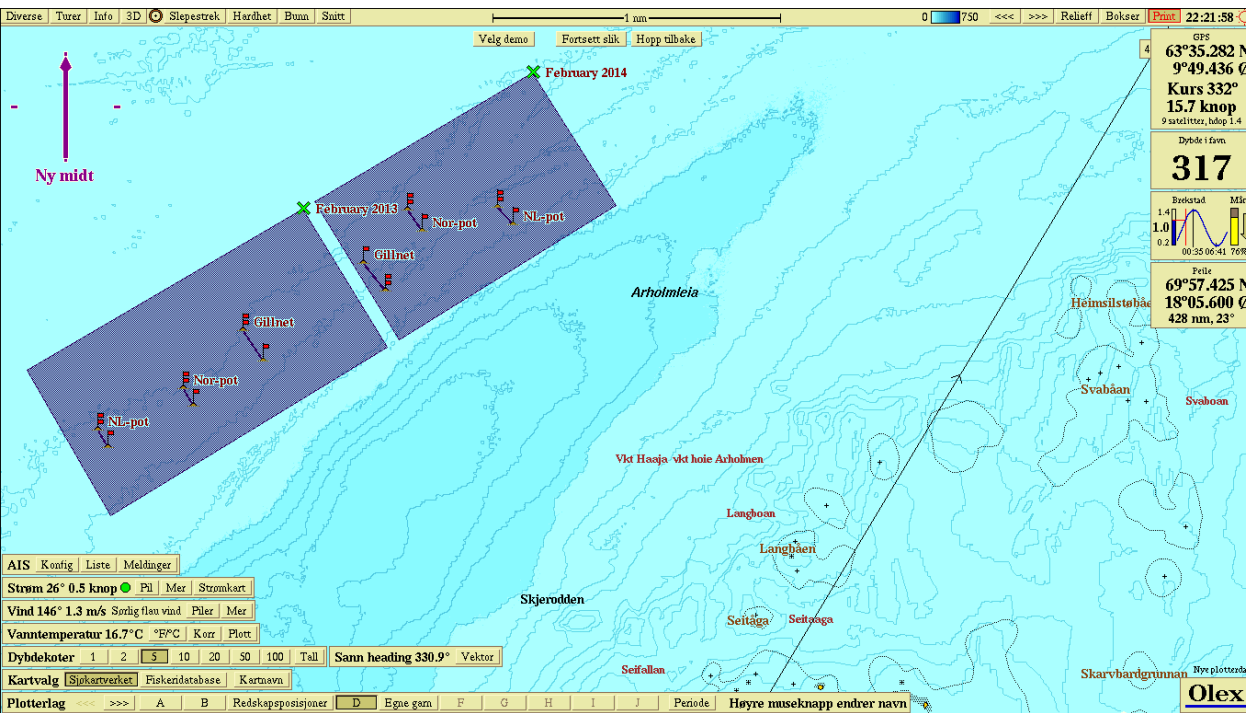 Diverse Turer Info 3D Slepestrek Hardhet Bunn Snitt 1 nm 0 750 <<< >>> Relieff Bokser Print 22:21:58
Velg demo Fortsett slik Hopp tilbake
GPS
63°35.282 N
9°49.436 Ø
Kurs 332°
15.7 knop
9 satelitter, hdop 1.4
Dybde i favn
317
Brekstad
1.4
1.0
0.2
00:35 06:41 76%
Peile
69°57.425 N
18°05.600 Ø
428 nm, 23°
4
Ny midt
February 2014
February 2013
Nor-pot
NL-pot
Gillnet
Gillnet
Nor-pot
NL-pot
Arholmleia
Svabåan
Svaboan
Vkt Haaja vkt hoie Arholmen
Langboan
Langbåen
Skjerodden
Seitåga
Seitaaga
Seifallan
Skarvbardgrunnan
AIS Konfig Liste Meldinger
Strøm 26° 0.5 knop Pil Mer Strømkart
Vind 146° 1.3 m/s Sørlig flau vind Piler Mer
Vanntemperatur 16.7°C °F/°C Korr Plott
Dybdekoter 1 2 5 10 20 50 100 Tall Sann heading 330.9° Vektor
Kartvalg Sjøkartverket Fiskeridatabase Kartnavn
Plotterlag <<< >>> A B Redskapsposisjoner D Egne garn F G H I J Periode Høyre museknapp endrer navn
Olex